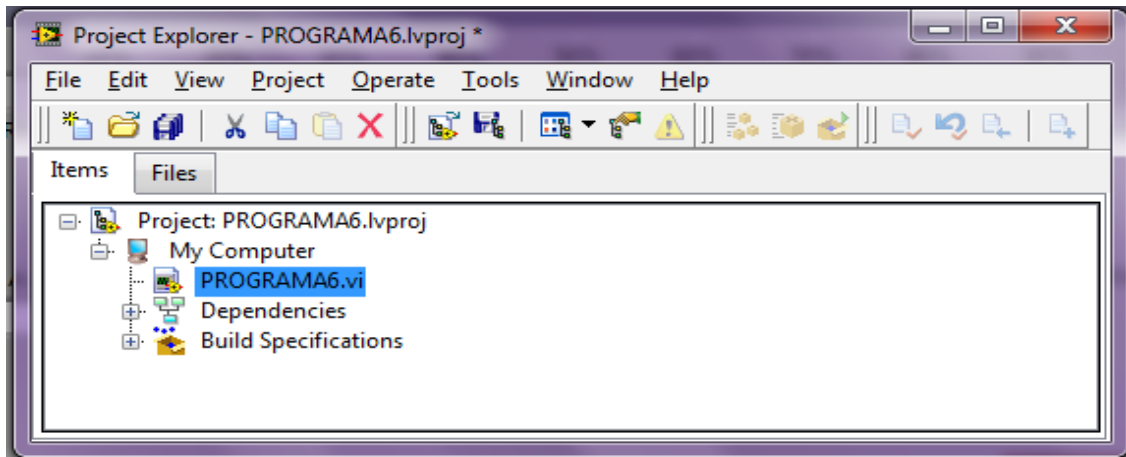 Project Explorer - PROGRAMA6.lvproj *
File Edit View Project Operate Tools Window Help
Items Files
Project: PROGRAMA6.lvproj
My Computer
PROGRAMA6.vi
Dependencies
Build Specifications